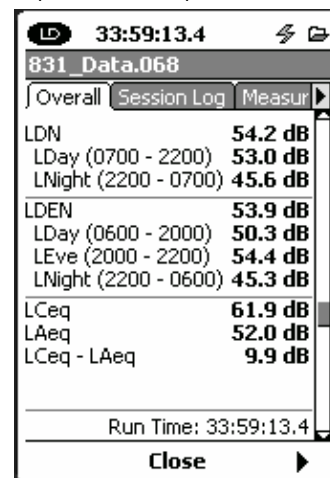 LD 33:59:13.4
831_Data.068
Overall Session Log Measur
LDN 54.2 dB
LDay (0700 - 2200) 53.0 dB
LNight (2200 - 0700) 45.6 dB
LDEN 53.9 dB
LDay (0600 - 2000) 50.3 dB
LEve (2000 - 2200) 54.4 dB
LNight (2200 - 0600) 45.3 dB
LCeq 61.9 dB
LAeq 52.0 dB
LCeq - LAeq 9.9 dB
Run Time: 33:59:13.4
Close